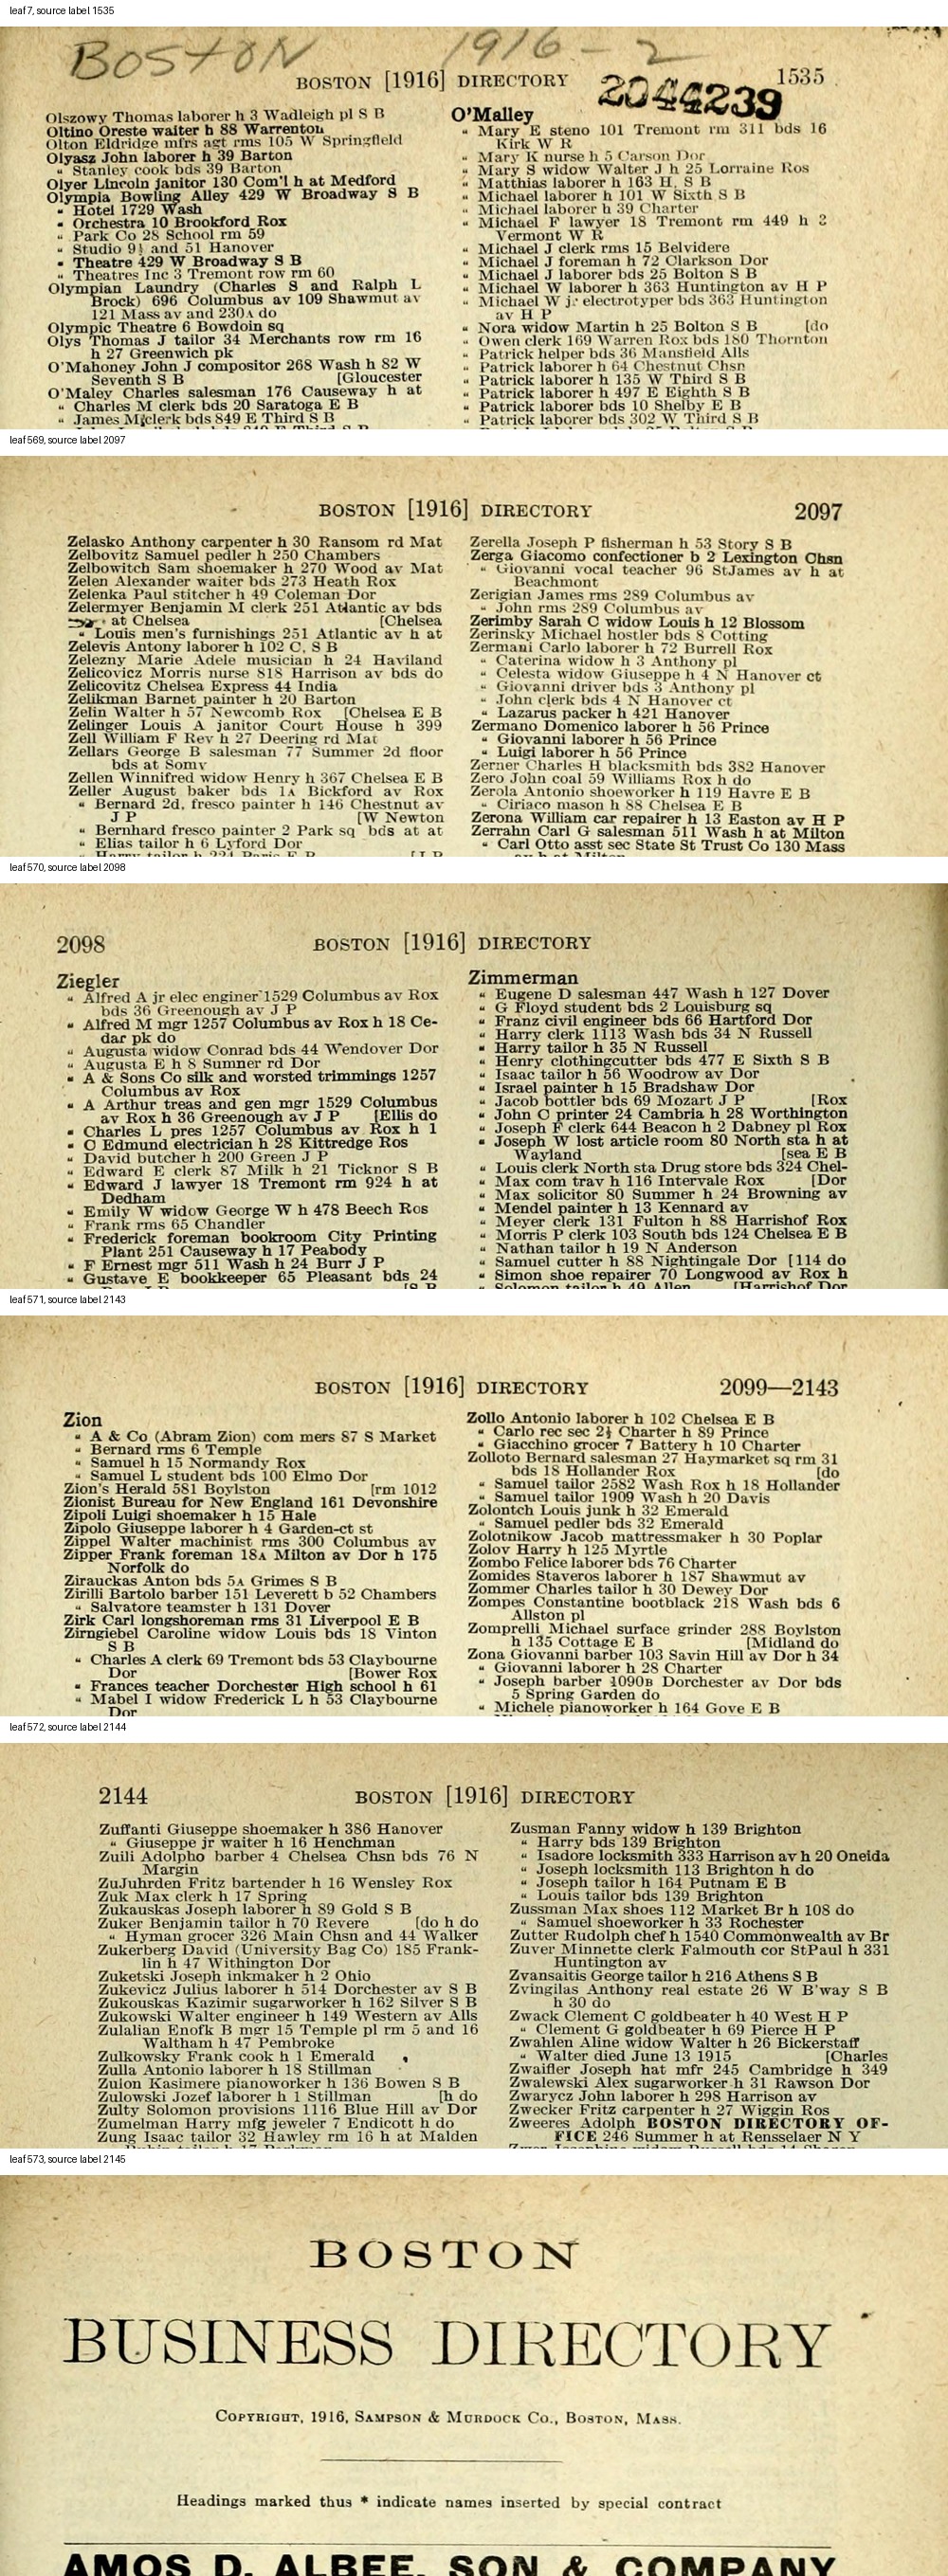 leaf 7, source label 1535
BOSTON 1916-2
BOSTON [1916] DIRECTORY
2044239
1535
Olszowy Thomas laborer h 3 Wadleigh pl S B
Oltino Oreste waiter h 88 Warrenton
Olton Eldridge mfrs agt rms 105 W Springfield
Olyasz John laborer h 39 Barton
" Stanley cook bds 39 Barton
Olyer Lincoln janitor 130 Com'l h at Medford
Olympia Bowling Alley 429 W Broadway S B
" Hotel 1729 Wash
" Orchestra 10 Brookford Rox
" Park Co 28 School rm 59
" Studio 9½ and 51 Hanover
" Theatre 429 W Broadway S B
" Theatres Inc 3 Tremont row rm 60
Olympian Laundry (Charles S and Ralph L
Brock) 696 Columbus av 109 Shawmut av
121 Mass av and 230A do
Olympic Theatre 6 Bowdoin sq
Olys Thomas J tailor 34 Merchants row rm 16
h 27 Greenwich pk
O'Mahoney John J compositor 268 Wash h 82 W
Seventh S B [Gloucester
O'Maley Charles salesman 176 Causeway h at
" Charles M clerk bds 20 Saratoga E B
" James M clerk bds 849 E Third S B
O'Malley
" Mary E steno 101 Tremont rm 311 bds 16
Kirk W R
" Mary K nurse h 5 Carson Dor
" Mary S widow Walter J h 25 Lorraine Ros
" Matthias laborer h 163 H, S B
" Michael laborer h 101 W Sixth S B
" Michael laborer h 39 Charter
" Michael F lawyer 18 Tremont rm 449 h 3
Vermont W R
" Michael J clerk rms 15 Belvidere
" Michael J foreman h 72 Clarkson Dor
" Michael J laborer bds 25 Bolton S B
" Michael W laborer h 363 Huntington av H P
" Michael W jr electrotyper bds 363 Huntington
av H P
" Nora widow Martin h 25 Bolton S B [do
" Owen clerk 169 Warren Rox bds 180 Thornton
" Patrick helper bds 36 Mansfield Alls
" Patrick laborer h 64 Chestnut Chsn
" Patrick laborer h 135 W Third S B
" Patrick laborer h 497 E Eighth S B
" Patrick laborer bds 10 Shelby E B
" Patrick laborer bds 302 W Third S B
leaf 569, source label 2097
BOSTON [1916] DIRECTORY
2097
Zelasko Anthony carpenter h 30 Ransom rd Mat
Zelbovitz Samuel pedler h 250 Chambers
Zelbowitch Sam shoemaker h 270 Wood av Mat
Zelen Alexander waiter bds 273 Heath Rox
Zelenka Paul stitcher h 49 Coleman Dor
Zelermyer Benjamin M clerk 251 Atlantic av bds
at Chelsea [Chelsea
" Louis men's furnishings 251 Atlantic av h at
Zelevis Antony laborer h 102 C, S B
Zelezny Marie Adele musician h 24 Haviland
Zelicovicz Morris nurse 818 Harrison av bds do
Zelicovitz Chelsea Express 44 India
Zelikman Barnet painter h 20 Barton
Zelin Walter h 57 Newcomb Rox [Chelsea E B
Zelinger Louis A janitor Court House h 399
Zell William F Rev h 27 Deering rd Mat
Zellars George B salesman 77 Summer 2d floor
bds at Somv
Zellen Winnifred widow Henry h 367 Chelsea E B
Zeller August baker bds 1A Bickford av Rox
" Bernard 2d, fresco painter h 146 Chestnut av
J P [W Newton
" Bernhard fresco painter 2 Park sq bds at at
" Elias tailor h 6 Lyford Dor
Zerella Joseph P fisherman h 53 Story S B
Zerga Giacomo confectioner b 2 Lexington Chsn
" Giovanni vocal teacher 96 StJames av h at
Beachmont
Zerigian James rms 289 Columbus av
" John rms 289 Columbus av
Zerimby Sarah C widow Louis h 12 Blossom
Zerinsky Michael hostler bds 8 Cotting
Zermani Carlo laborer h 72 Burrell Rox
" Caterina widow h 3 Anthony pl
" Celesta widow Giuseppe h 4 N Hanover ct
" Giovanni driver bds 3 Anthony pl
" John clerk bds 4 N Hanover ct
" Lazarus packer h 421 Hanover
Zermano Domenico laborer h 56 Prince
" Giovanni laborer h 56 Prince
" Luigi laborer h 56 Prince
Zerner Charles H blacksmith bds 382 Hanover
Zero John coal 59 Williams Rox h do
Zerola Antonio shoeworker h 119 Havre E B
" Ciriaco mason h 88 Chelsea E B
Zerona William car repairer h 13 Easton av H P
Zerrahn Carl G salesman 511 Wash h at Milton
" Carl Otto asst sec State St Trust Co 130 Mass
leaf 570, source label 2098
2098
BOSTON [1916] DIRECTORY
Ziegler
" Alfred A jr elec enginer 1529 Columbus av Rox
bds 36 Greenough av J P
" Alfred M mgr 1257 Columbus av Rox h 18 Ce-
dar pk do
" Augusta widow Conrad bds 44 Wendover Dor
" Augusta E h 8 Sumner rd Dor
" A & Sons Co silk and worsted trimmings 1257
Columbus av Rox
" A Arthur treas and gen mgr 1529 Columbus
av Rox h 36 Greenough av J P [Ellis do
" Charles L pres 1257 Columbus av Rox h 1
" C Edmund electrician h 28 Kittredge Ros
" David butcher h 200 Green J P
" Edward E clerk 87 Milk h 21 Ticknor S B
" Edward J lawyer 18 Tremont rm 924 h at
Dedham
" Emily W widow George W h 478 Beech Ros
" Frank rms 65 Chandler
" Frederick foreman bookroom City Printing
Plant 251 Causeway h 17 Peabody
" F Ernest mgr 511 Wash h 24 Burr J P
" Gustave E bookkeeper 65 Pleasant bds 24
Zimmerman
" Eugene D salesman 447 Wash h 127 Dover
" G Floyd student bds 2 Louisburg sq
" Franz civil engineer bds 66 Hartford Dor
" Harry clerk 1113 Wash bds 34 N Russell
" Harry tailor h 35 N Russell
" Henry clothingcutter bds 477 E Sixth S B
" Isaac tailor h 56 Woodrow av Dor
" Israel painter h 15 Bradshaw Dor
" Jacob bottler bds 69 Mozart J P [Rox
" John C printer 24 Cambria h 28 Worthington
" Joseph F clerk 644 Beacon h 2 Dabney pl Rox
" Joseph W lost article room 80 North sta h at
Wayland [sea E B
" Louis clerk North sta Drug store bds 324 Chel-
" Max com trav h 116 Intervale Rox [Dor
" Max solicitor 80 Summer h 24 Browning av
" Mendel painter h 13 Kennard av
" Meyer clerk 131 Fulton h 88 Harrishof Rox
" Morris P clerk 103 South bds 124 Chelsea E B
" Nathan tailor h 19 N Anderson
" Samuel cutter h 88 Nightingale Dor [114 do
" Simon shoe repairer 70 Longwood av Rox h
" Solomon tailor h 49 Allen [Harrishof Dor
leaf 571, source label 2143
BOSTON [1916] DIRECTORY
2099—2143
Zion
" A & Co (Abram Zion) com mers 87 S Market
" Bernard rms 6 Temple
" Samuel h 15 Normandy Rox
" Samuel L student bds 100 Elmo Dor
Zion's Herald 581 Boylston [rm 1012
Zionist Bureau for New England 161 Devonshire
Zipoli Luigi shoemaker h 15 Hale
Zipolo Giuseppe laborer h 4 Garden-ct st
Zippel Walter machinist rms 300 Columbus av
Zipper Frank foreman 18A Milton av Dor h 175
Norfolk do
Zirauckas Anton bds 5A Grimes S B
Zirilli Bartolo barber 151 Leverett b 52 Chambers
" Salvatore teamster h 131 Dover
Zirk Carl longshoreman rms 31 Liverpool E B
Zirngiebel Caroline widow Louis bds 18 Vinton
S B
" Charles A clerk 69 Tremont bds 53 Claybourne
Dor [Bower Rox
" Frances teacher Dorchester High school h 61
" Mabel I widow Frederick L h 53 Claybourne
Dor
Zollo Antonio laborer h 102 Chelsea E B
" Carlo rec sec 2½ Charter h 89 Prince
" Giacchino grocer 7 Battery h 10 Charter
Zolloto Bernard salesman 27 Haymarket sq rm 31
bds 18 Hollander Rox [do
" Samuel tailor 2582 Wash Rox h 18 Hollander
" Samuel tailor 1909 Wash h 20 Davis
Zolontch Louis junk h 32 Emerald
" Samuel pedler bds 32 Emerald
Zolotnikow Jacob mattressmaker h 30 Poplar
Zolov Harry h 125 Myrtle
Zombo Felice laborer bds 76 Charter
Zomides Staveros laborer h 187 Shawmut av
Zommer Charles tailor h 30 Dewey Dor
Zompes Constantine bootblack 218 Wash bds 6
Allston pl
Zomprelli Michael surface grinder 288 Boylston
h 135 Cottage E B [Midland do
Zona Giovanni barber 103 Savin Hill av Dor h 34
" Giovanni laborer h 28 Charter
" Joseph barber 1090B Dorchester av Dor bds
5 Spring Garden do
" Michele pianoworker h 164 Gove E B
leaf 572, source label 2144
2144
BOSTON [1916] DIRECTORY
Zuffanti Giuseppe shoemaker h 386 Hanover
" Giuseppe jr waiter h 16 Henchman
Zuili Adolpho barber 4 Chelsea Chsn bds 76 N
Margin
ZuJuhrden Fritz bartender h 16 Wensley Rox
Zuk Max clerk h 17 Spring
Zukauskas Joseph laborer h 89 Gold S B
Zuker Benjamin tailor h 70 Revere [do h do
" Hyman grocer 326 Main Chsn and 44 Walker
Zukerberg David (University Bag Co) 185 Frank-
lin h 47 Withington Dor
Zuketski Joseph inkmaker h 2 Ohio
Zukevicz Julius laborer h 514 Dorchester av S B
Zukouskas Kazimir sugarworker h 162 Silver S B
Zukowski Walter engineer h 149 Western av Alls
Zulalian Enofk B mgr 15 Temple pl rm 5 and 16
Waltham h 47 Pembroke
Zulkowsky Frank cook h 1 Emerald
Zulla Antonio laborer h 18 Stillman
Zulon Kasimere pianoworker h 136 Bowen S B
Zulowski Jozef laborer h 1 Stillman [h do
Zulty Solomon provisions 1116 Blue Hill av Dor
Zumelman Harry mfg jeweler 7 Endicott h do
Zung Isaac tailor 32 Hawley rm 16 h at Malden
Zusman Fanny widow h 139 Brighton
" Harry bds 139 Brighton
" Isadore locksmith 333 Harrison av h 20 Oneida
" Joseph locksmith 113 Brighton h do
" Joseph tailor h 164 Putnam E B
" Louis tailor bds 139 Brighton
Zussman Max shoes 112 Market Br h 108 do
" Samuel shoeworker h 33 Rochester
Zutter Rudolph chef h 1540 Commonwealth av Br
Zuver Minnette clerk Falmouth cor StPaul h 331
Huntington av
Zvansaitis George tailor h 216 Athens S B
Zvingilas Anthony real estate 26 W B'way S B
h 30 do
Zwack Clement C goldbeater h 40 West H P
" Clement G goldbeater h 69 Pierce H P
Zwahlen Aline widow Walter h 26 Bickerstaff
" Walter died June 13 1915 [Charles
Zwaifler Joseph hat mfr 245 Cambridge h 349
Zwalewski Alex sugarworker h 31 Rawson Dor
Zwarycz John laborer h 298 Harrison av
Zwecker Fritz carpenter h 27 Wiggin Ros
Zweeres Adolph BOSTON DIRECTORY OF-
FICE 246 Summer h at Rensselaer N Y
leaf 573, source label 2145
BOSTON
BUSINESS DIRECTORY
COPYRIGHT, 1916, SAMPSON & MURDOCK CO., BOSTON, MASS.
Headings marked thus * indicate names inserted by special contract
AMOS D. ALBEE, SON & COMPANY